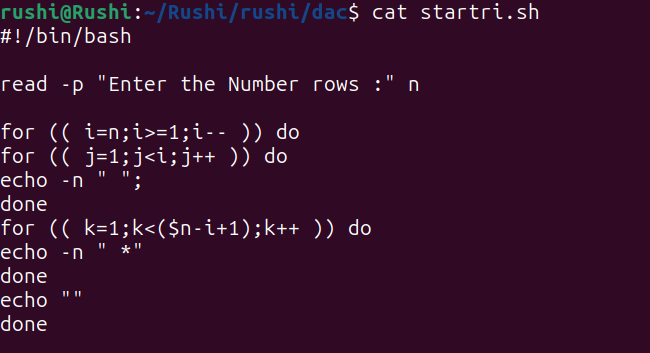 rushi@Rushi:~/Rushi/rushi/dac$ cat startri.sh
#!/bin/bash

read -p "Enter the Number rows :" n

for (( i=n;i>=1;i-- )) do
for (( j=1;j<i;j++ )) do
echo -n " ";
done
for (( k=1;k<($n-i+1);k++ )) do
echo -n " *"
done
echo ""
done